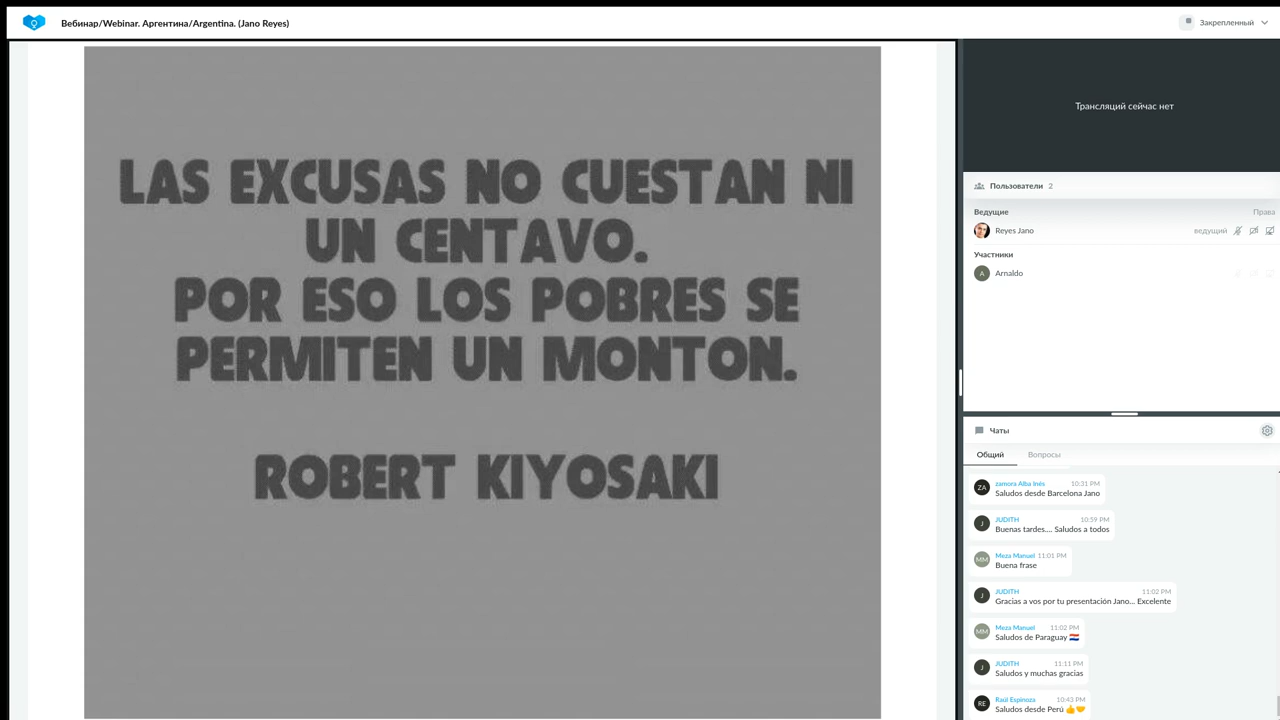 Вебинар/Webinar. Аргентина/Argentina. (Jano Reyes)
Закрепленный
LAS EXCUSAS NO CUESTAN NI
UN CENTAVO.
POR ESO LOS POBRES SE
PERMITEN UN MONTON.
ROBERT KIYOSAKI
Трансляций сейчас нет
Пользователи 2
Ведущие Права
Reyes Jano ведущий
Участники
A Arnaldo
Чаты
Общий Вопросы
ZA zamora Alba Inés 10:31 PM
Saludos desde Barcelona Jano
J JUDITH 10:59 PM
Buenas tardes.... Saludos a todos
MM Meza Manuel 11:01 PM
Buena frase
J JUDITH 11:02 PM
Gracias a vos por tu presentación Jano... Excelente
MM Meza Manuel 11:02 PM
Saludos de Paraguay 🇵🇾
J JUDITH 11:11 PM
Saludos y muchas gracias
RE Raúl Espinoza 10:43 PM
Saludos desde Perú 👍🤝